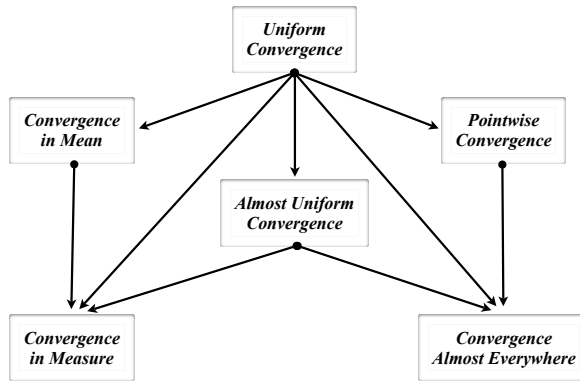 Uniform
Convergence
Convergence
in Mean
Pointwise
Convergence
Almost Uniform
Convergence
Convergence
in Measure
Convergence
Almost Everywhere